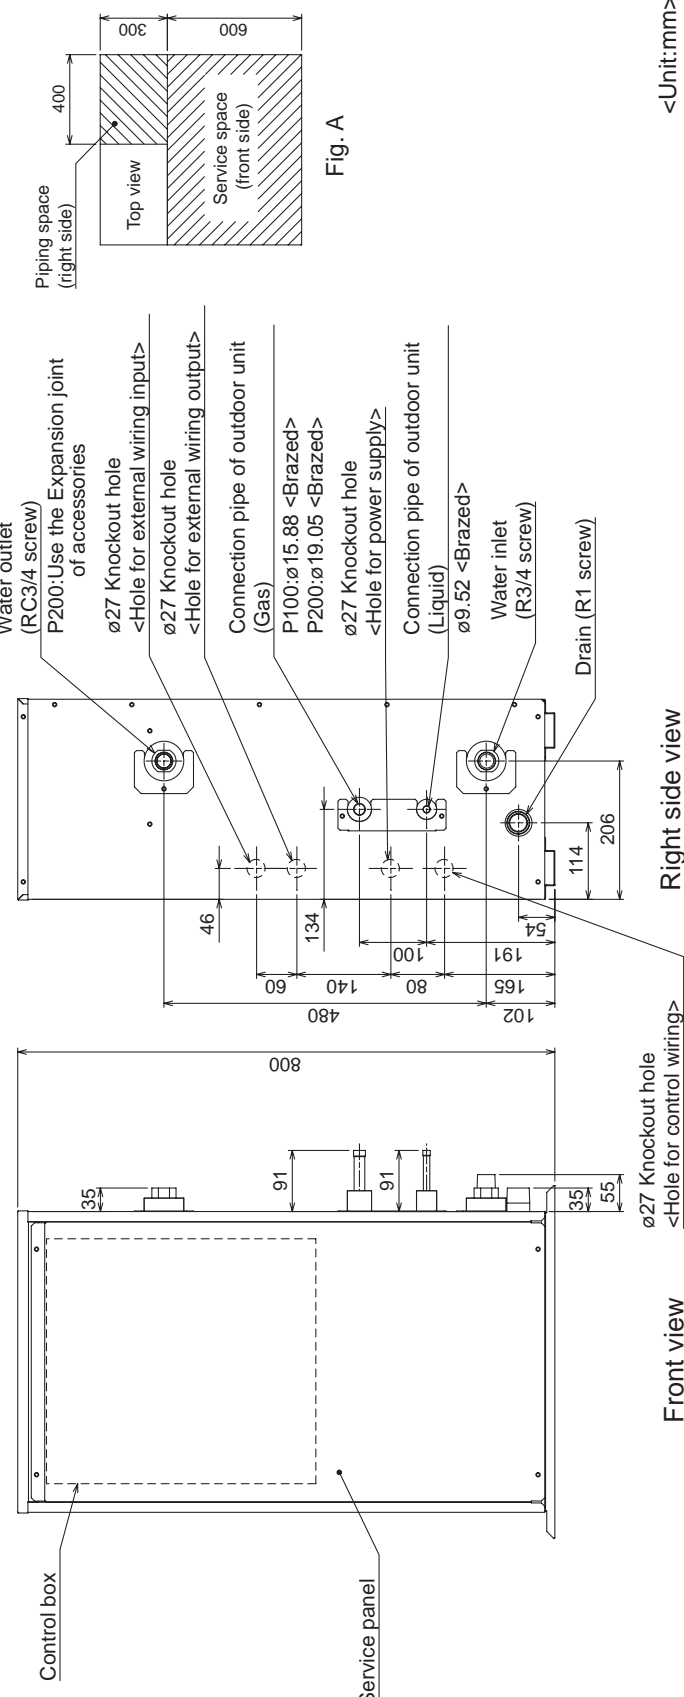 <Unit:mm>
300
600
400
Piping space
(right side)
Top view
Service space
(front side)
Fig. A
Water outlet
(RC3/4 screw)
P200:Use the Expansion joint
of accessories
ø27 Knockout hole
<Hole for external wiring input>
ø27 Knockout hole
<Hole for external wiring output>
Connection pipe of outdoor unit
(Gas)
P100:ø15.88 <Brazed>
P200:ø19.05 <Brazed>
ø27 Knockout hole
<Hole for power supply>
Connection pipe of outdoor unit
(Liquid)
ø9.52 <Brazed>
Water inlet
(R3/4 screw)
Drain (R1 screw)
46
134
114
206
54
100
191
60
140
80
165
480
102
Right side view
ø27 Knockout hole
<Hole for control wiring>
800
35
91
91
35
55
Control box
Service panel
Front view